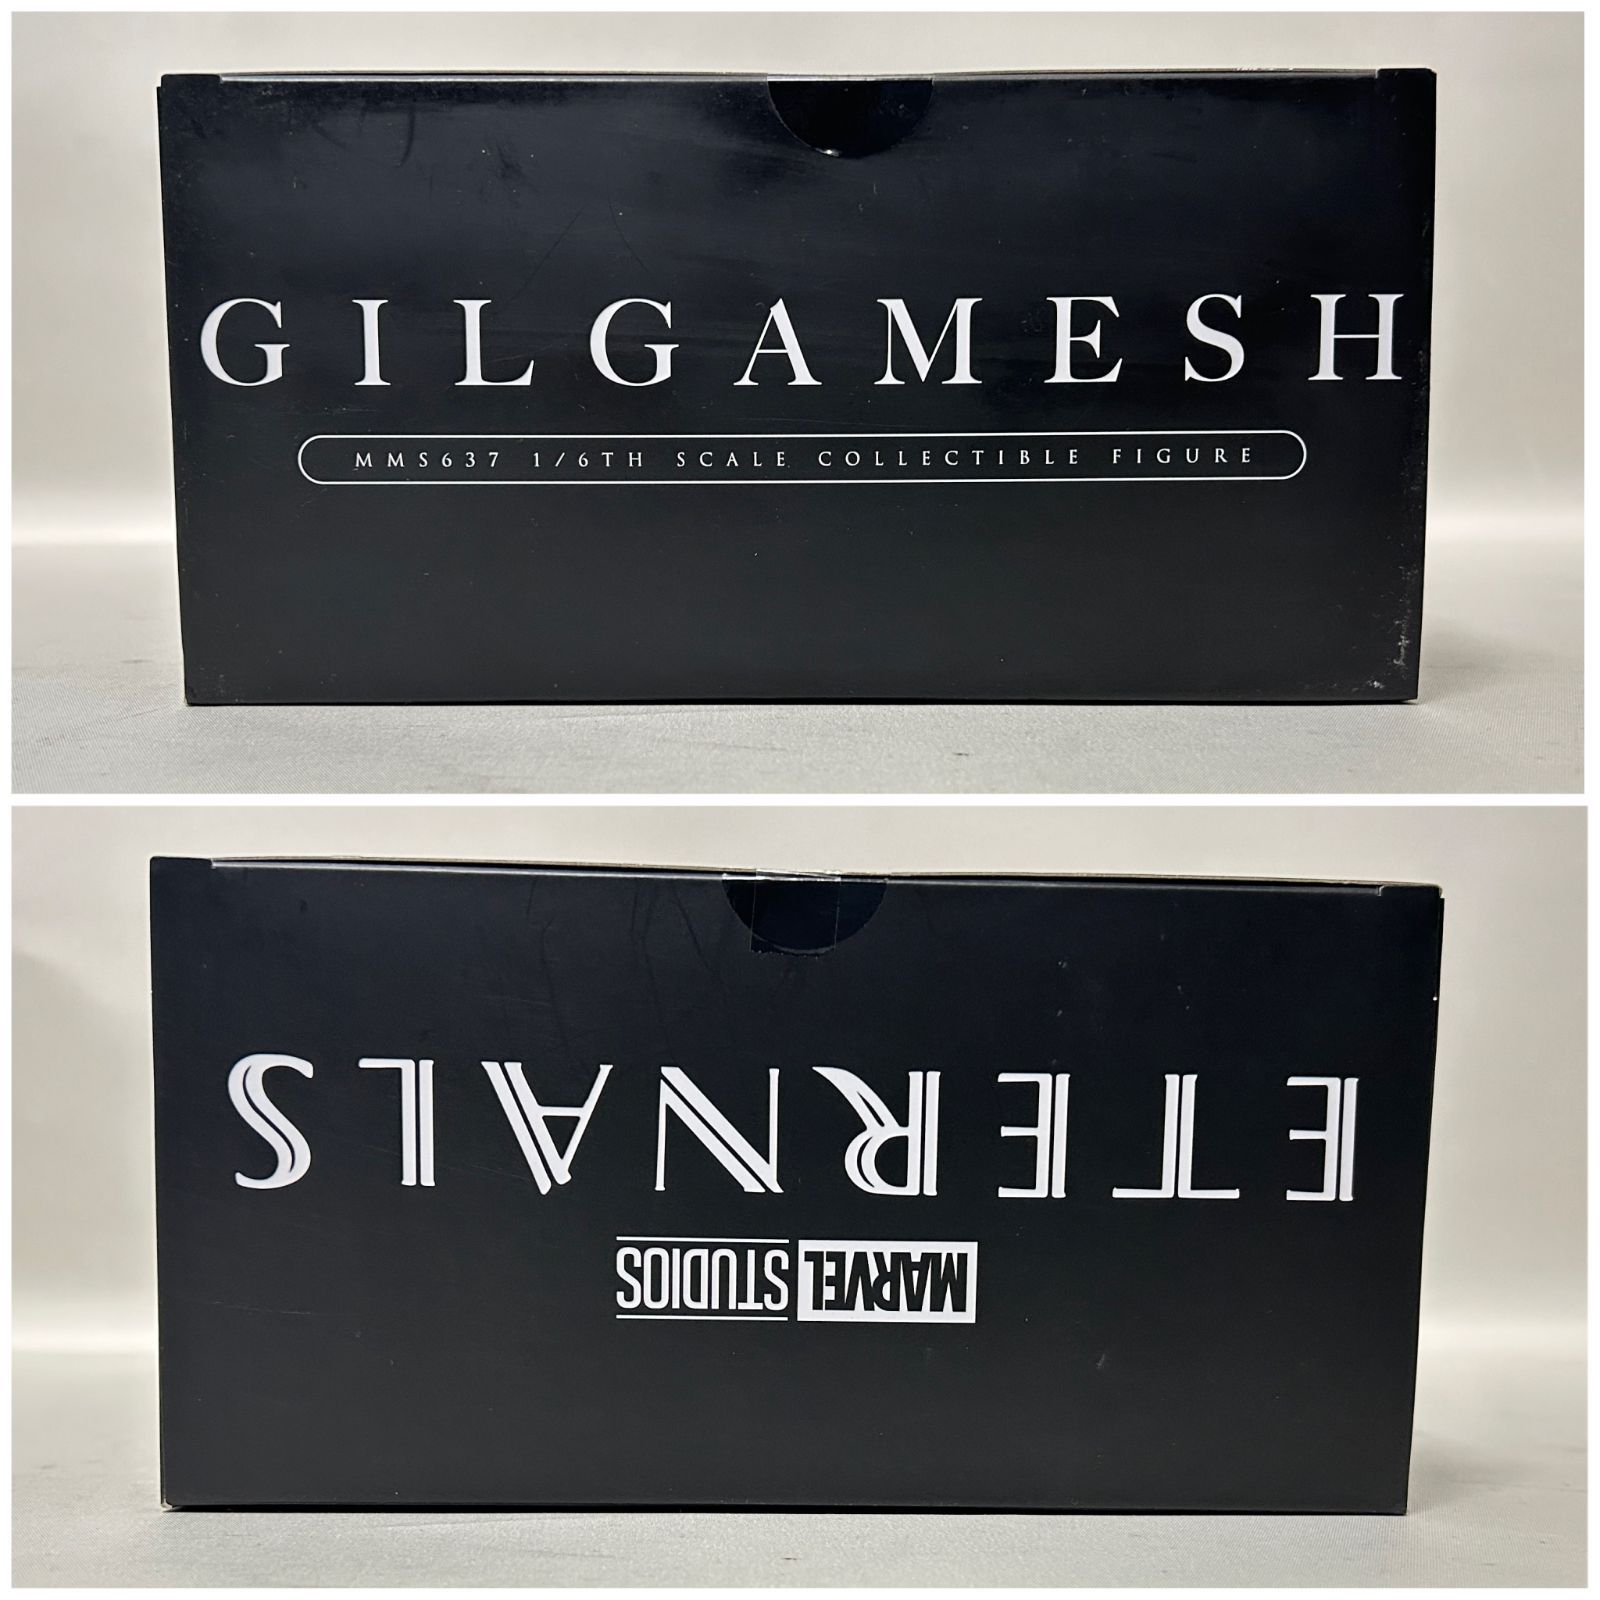 GILGAMESH
MMS637 1/6TH SCALE COLLECTIBLE FIGURE
MARVEL STUDIOS
ETERNALS